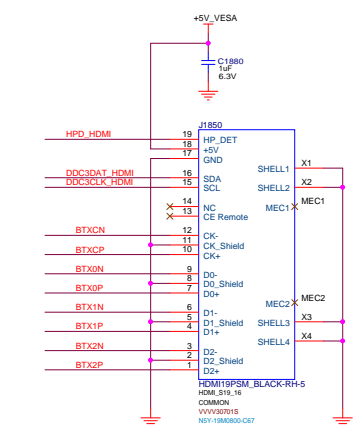 +5V_VESA
C1880
1uF
6.3V
J1850
HPD_HDMI 19 HP_DET
18 +5V
17 GND
SHELL1 X1
DDC3DAT_HDMI 16 SDA
DDC3CLK_HDMI 15 SCL
SHELL2 X2
14 NC
MEC1 MEC1
13 CE Remote
BTXCN 12 CK-
11 CK_Shield
BTXCP 10 CK+
BTX0N 9 D0-
8 D0_Shield
BTX0P 7 D0+
MEC2 MEC2
BTX1N 6 D1-
5 D1_Shield
SHELL3 X3
BTX1P 4 D1+
SHELL4 X4
BTX2N 3 D2-
2 D2_Shield
BTX2P 1 D2+
HDMI19PSM_BLACK-RH-5
HDMI_S19_16
COMMON
VVVV30701S
N5Y-19M0800-C67